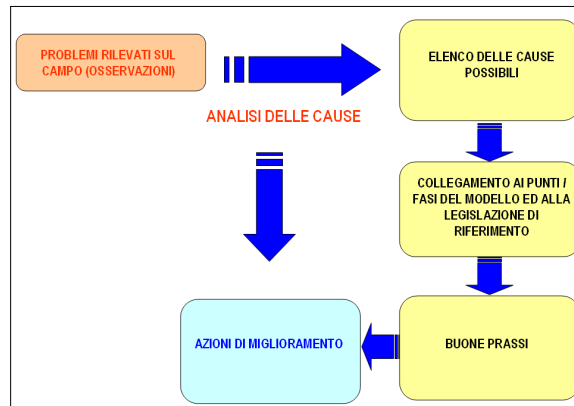 PROBLEMI RILEVATI SUL
CAMPO (OSSERVAZIONI)
ANALISI DELLE CAUSE
ELENCO DELLE CAUSE
POSSIBILI
COLLEGAMENTO AI PUNTI /
FASI DEL MODELLO ED ALLA
LEGISLAZIONE DI
RIFERIMENTO
BUONE PRASSI
AZIONI DI MIGLIORAMENTO